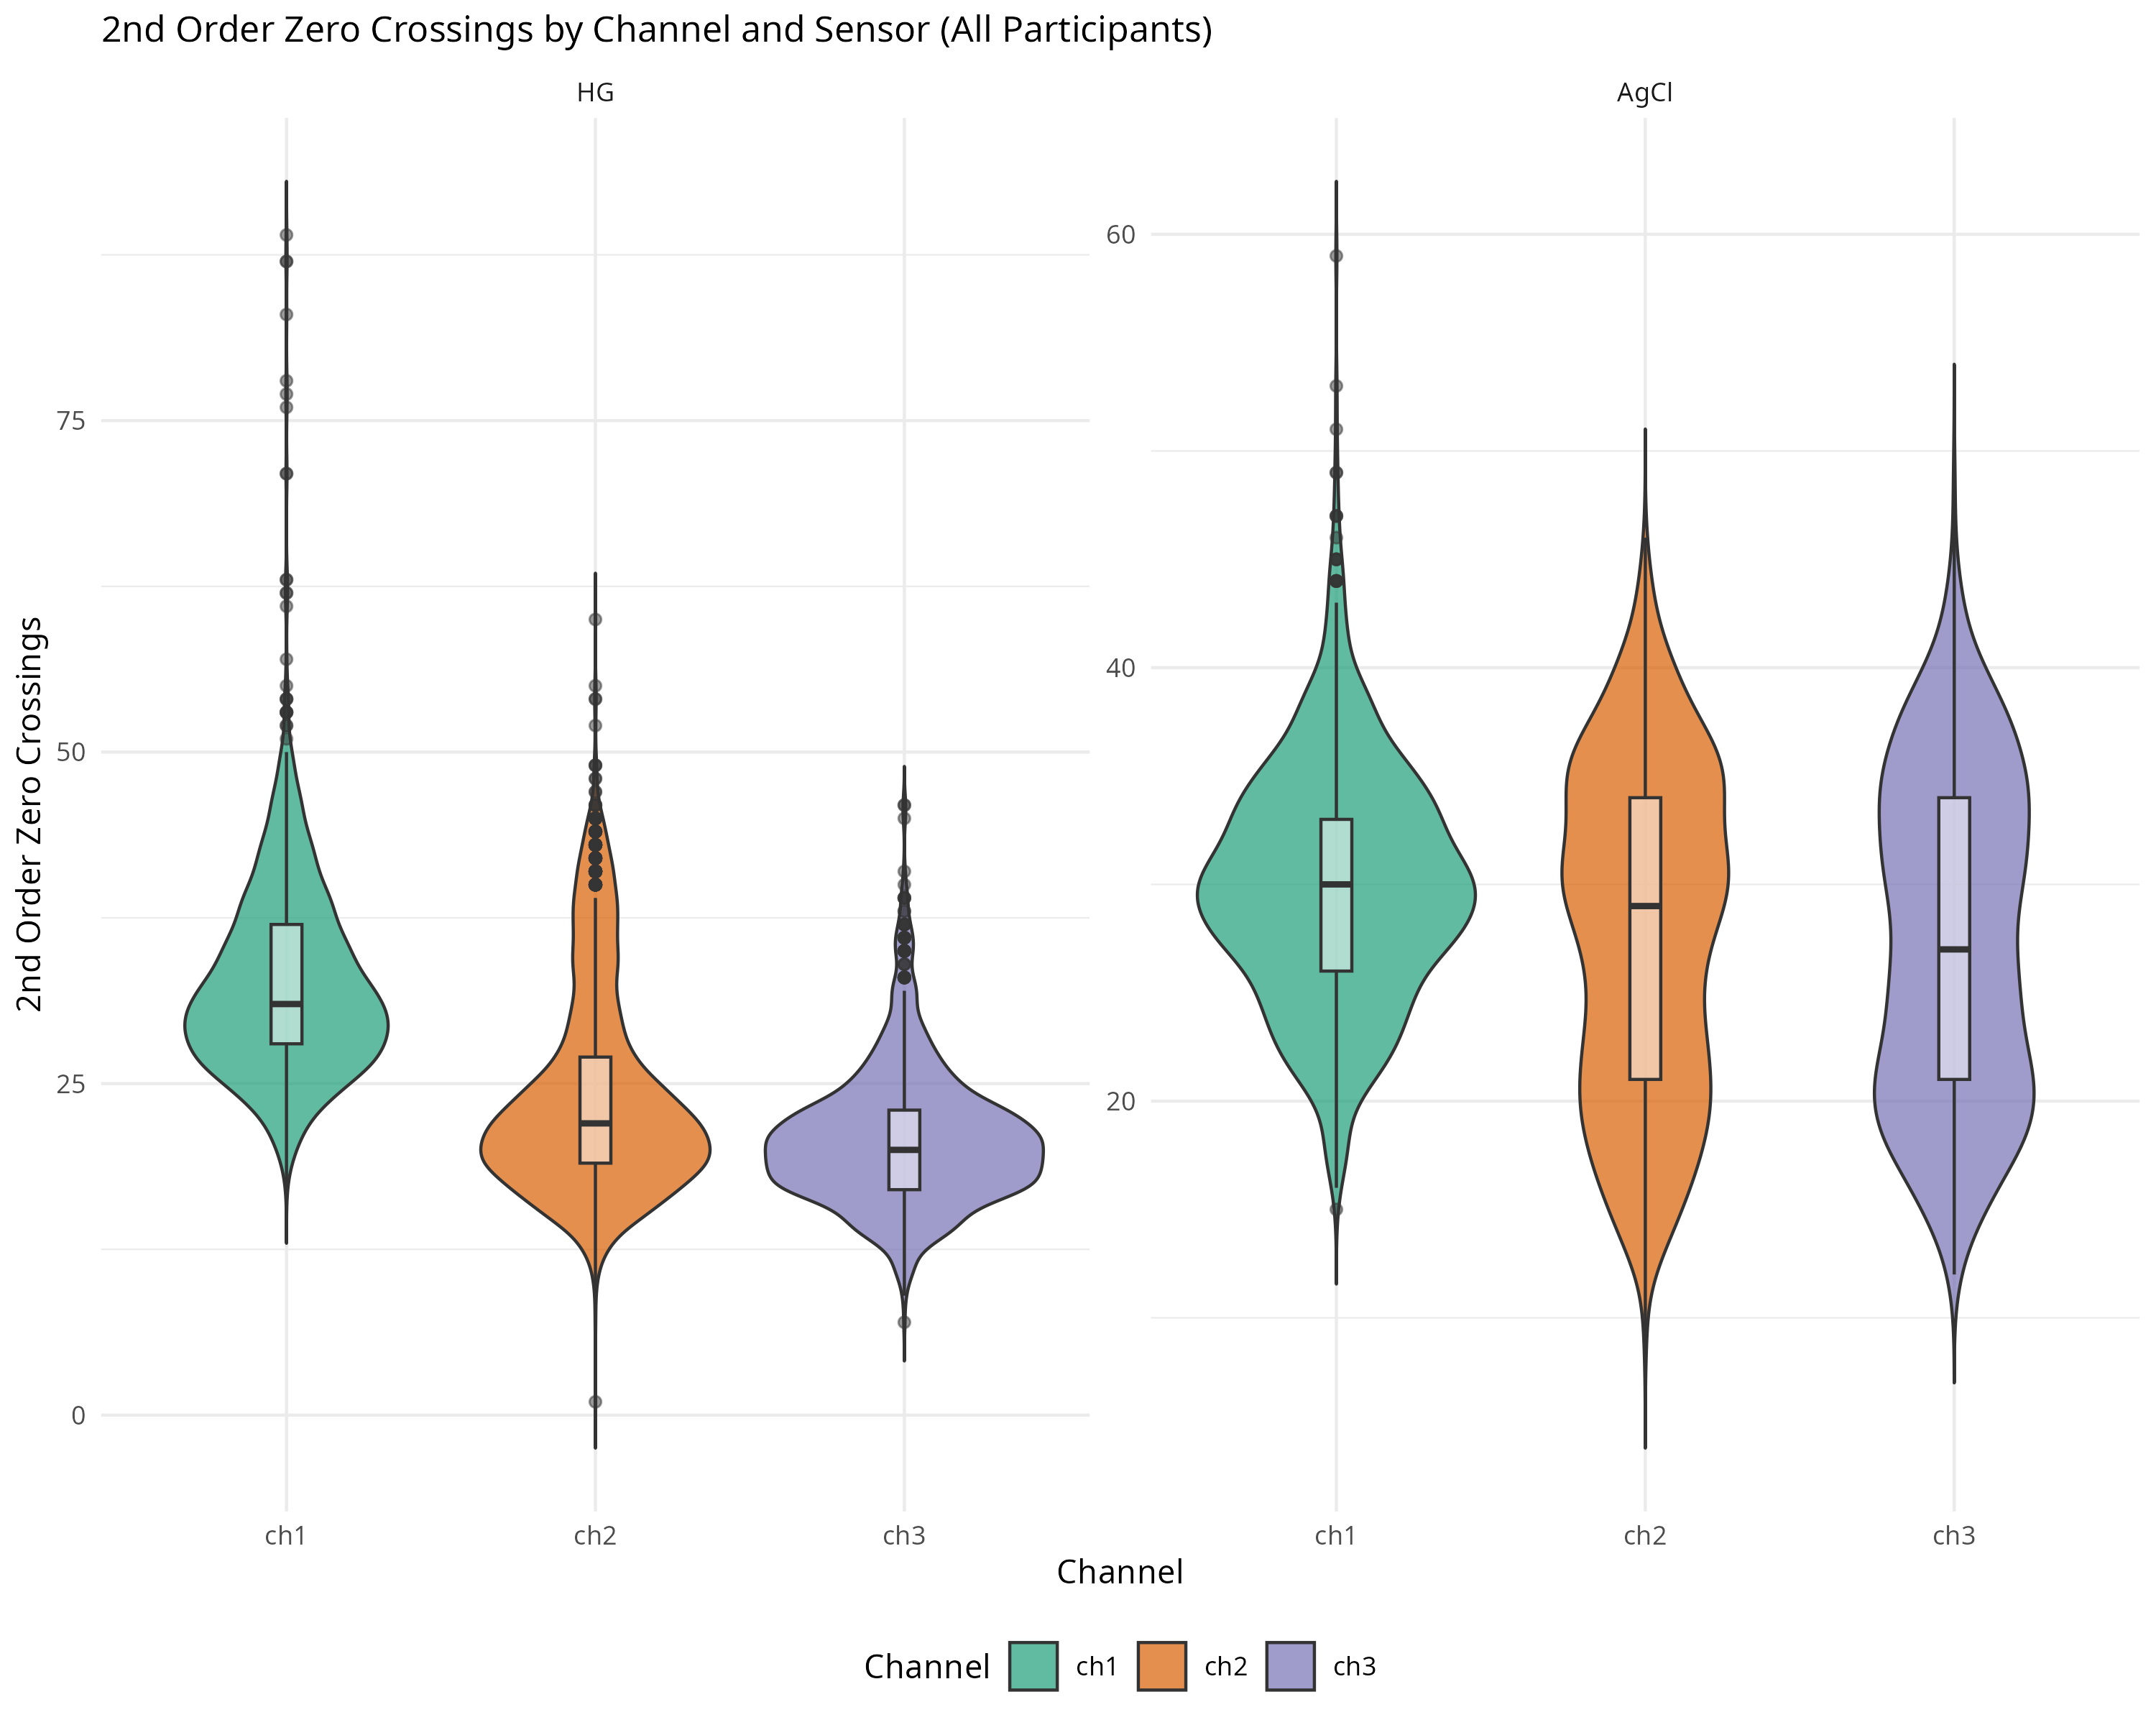 2nd Order Zero Crossings by Channel and Sensor (All Participants)
HG
AgCl
2nd Order Zero Crossings
75
50
25
0
60
40
20
ch1
ch2
ch3
ch1
ch2
ch3
Channel
Channel
ch1
ch2
ch3